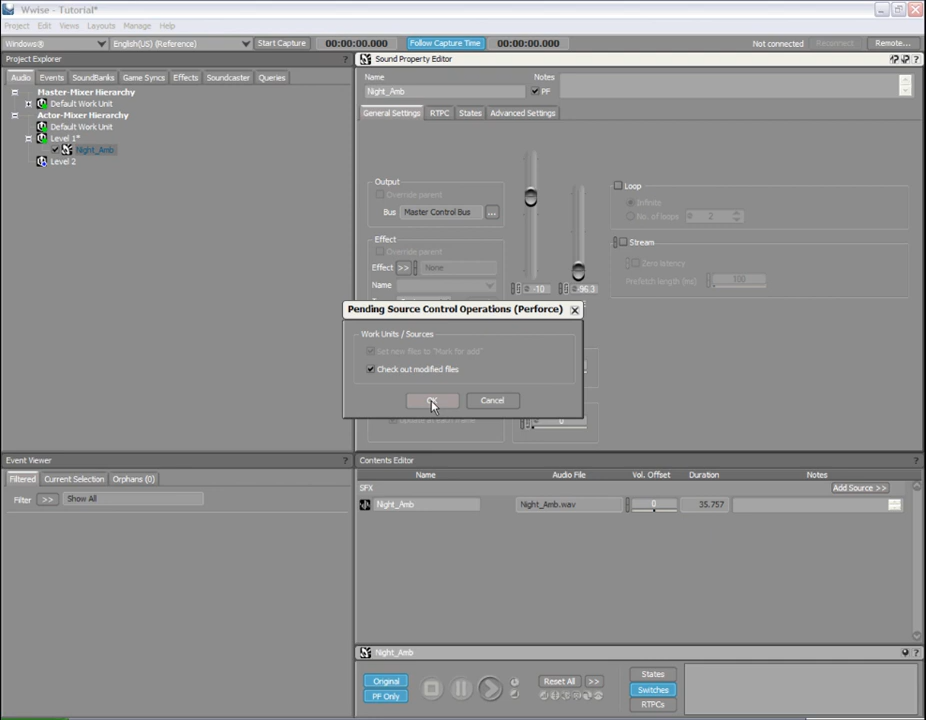 Wwise - Tutorial*
Project Edit Views Layouts Manage Help
Windows® English(US) (Reference) Start Capture 00:00:00.000 Follow Capture Time 00:00:00.000 Not connected Reconnect Remote...
Project Explorer ?
Audio Events SoundBanks Game Syncs Effects Soundcaster Queries
Master-Mixer Hierarchy
Default Work Unit
Actor-Mixer Hierarchy
Default Work Unit
Level 1*
Night_Amb
Level 2
Sound Property Editor ?
Name Notes
Night_Amb PF
General Settings RTPC States Advanced Settings
Output
Override parent
Bus Master Control Bus ...
Effect
Override parent
Effect >> None
Name
-10 -96.3
Loop
Infinite
No. of loops 2
Stream
Zero latency
Prefetch length (ms) 100
Pending Source Control Operations (Perforce)
Work Units / Sources
Set new files to "Mark for add"
Check out modified files
OK Cancel
0
Event Viewer ?
Filtered Current Selection Orphans (0)
Filter >> Show All
Contents Editor ?
Name Audio File Vol. Offset Duration Notes
SFX Add Source >>
Night_Amb Night_Amb.wav 0 35.757
Night_Amb ?
Original
PF Only
Reset All >>
States
Switches
RTPCs